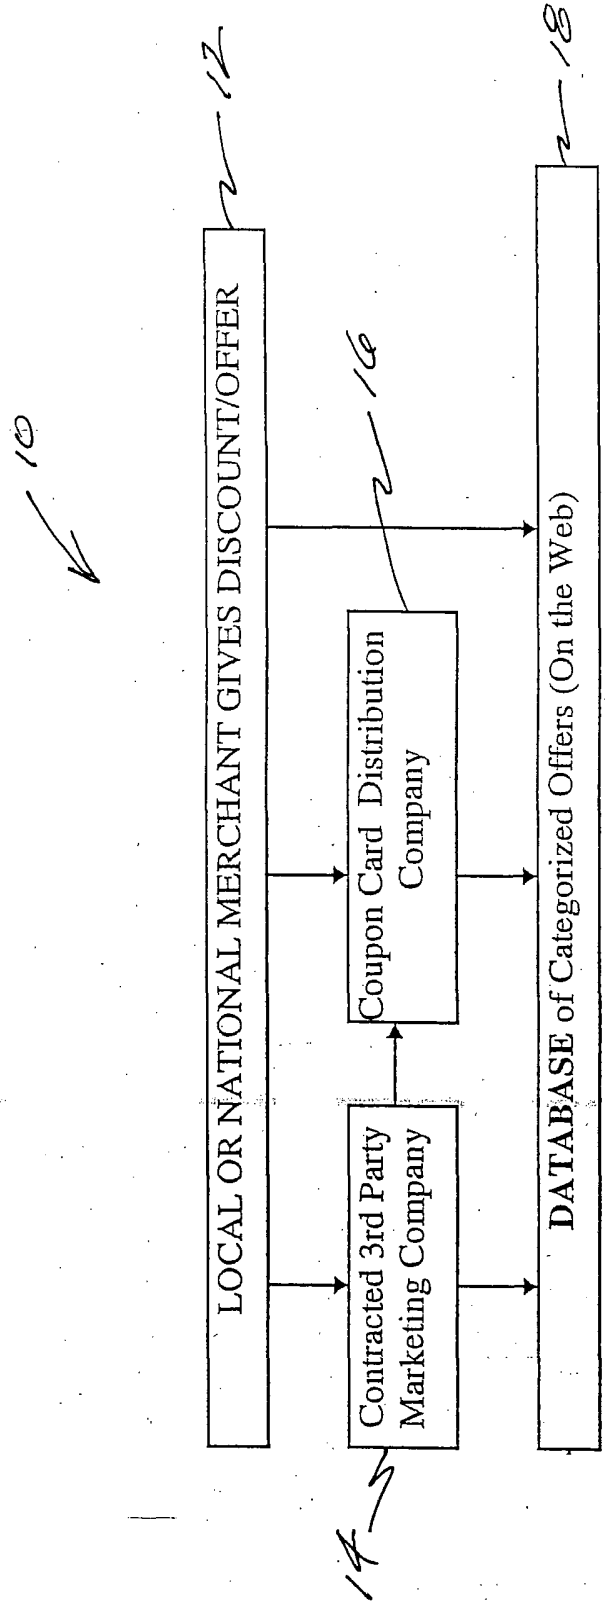 10
LOCAL OR NATIONAL MERCHANT GIVES DISCOUNT/OFFER
12
14
Contracted 3rd Party
Marketing Company
Coupon Card Distribution
Company
16
DATABASE of Categorized Offers (On the Web)
18